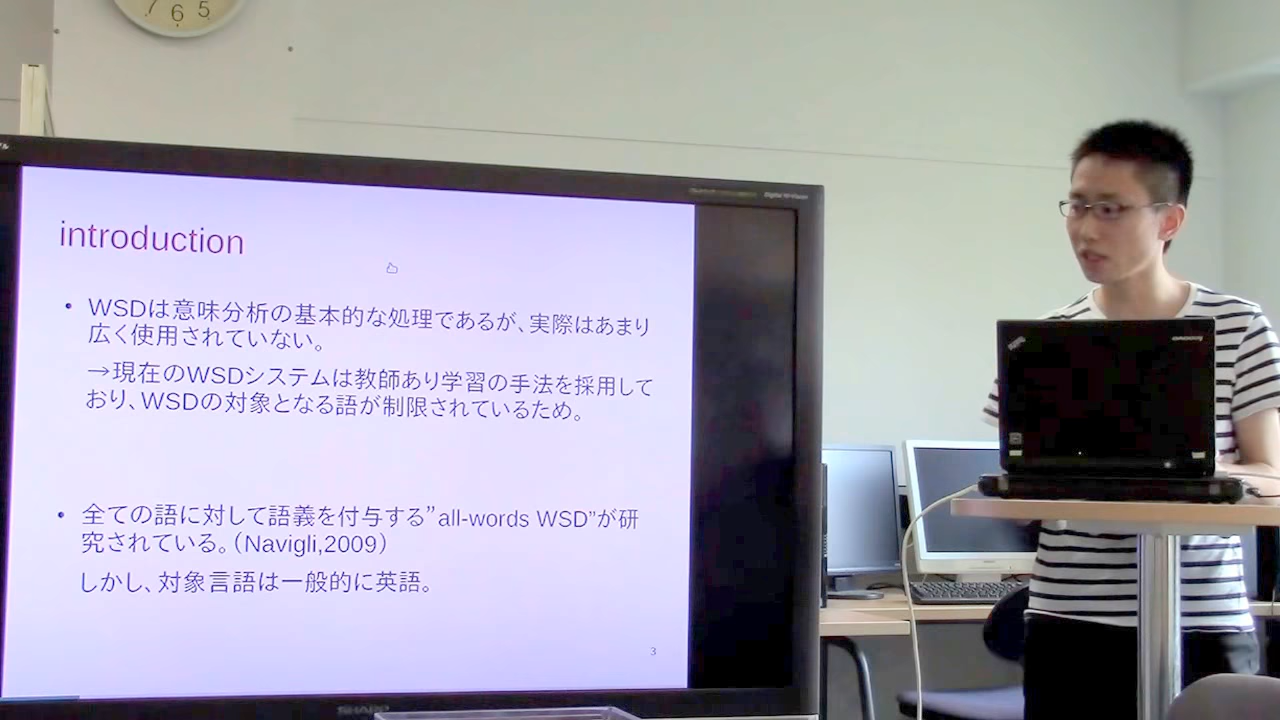 7 6 5
introduction
• WSDは意味分析の基本的な処理であるが、実際はあまり
広く使用されていない。
→現在のWSDシステムは教師あり学習の手法を採用して
おり、WSDの対象となる語が制限されているため。
• 全ての語に対して語義を付与する”all-words WSD”が研
究されている。（Navigli,2009）
しかし、対象言語は一般的に英語。
3
SHARP